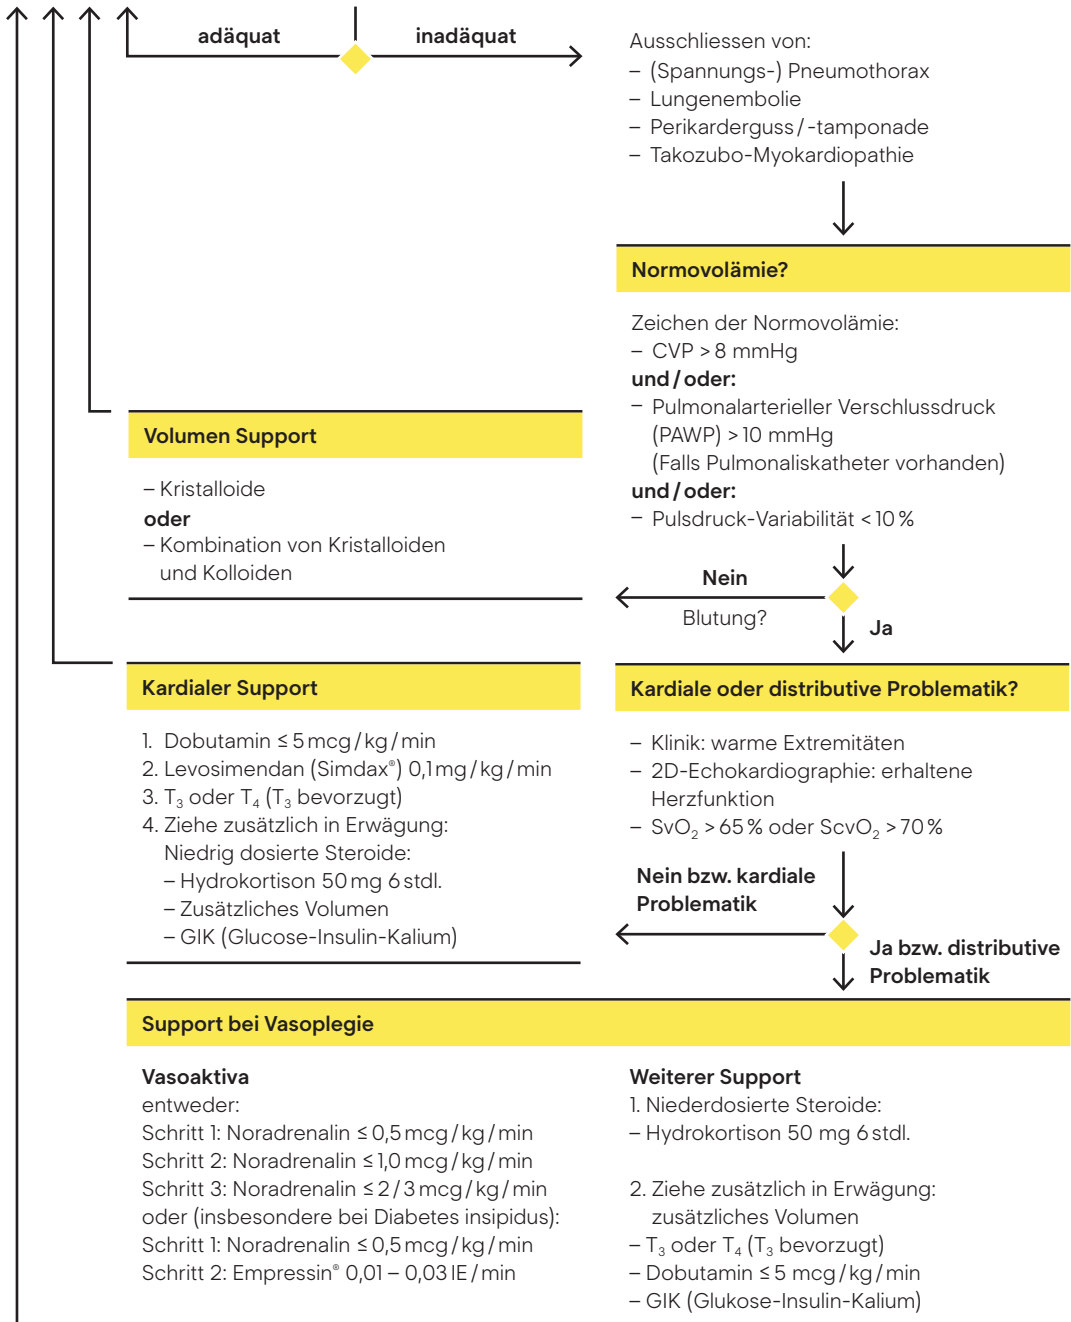 adäquat
inadäquat
Ausschliessen von:
– (Spannungs-) Pneumothorax
– Lungenembolie
– Perikarderguss / -tamponade
– Takozubo-Myokardiopathie
Normovolämie?
Zeichen der Normovolämie:
– CVP > 8 mmHg
und / oder:
– Pulmonalarterieller Verschlussdruck
(PAWP) > 10 mmHg
(Falls Pulmonaliskatheter vorhanden)
und / oder:
– Pulsdruck-Variabilität < 10 %
Nein
Blutung?
Ja
Volumen Support
– Kristalloide
oder
– Kombination von Kristalloiden
und Kolloiden
Kardiale oder distributive Problematik?
– Klinik: warme Extremitäten
– 2D-Echokardiographie: erhaltene
Herzfunktion
– SvO₂ > 65 % oder ScvO₂ > 70 %
Nein bzw. kardiale
Problematik
Ja bzw. distributive
Problematik
Kardialer Support
1. Dobutamin ≤ 5 mcg / kg / min
2. Levosimendan (Simdax®) 0,1 mg / kg / min
3. T₃ oder T₄ (T₃ bevorzugt)
4. Ziehe zusätzlich in Erwägung:
Niedrig dosierte Steroide:
– Hydrokortison 50 mg 6 stdl.
– Zusätzliches Volumen
– GIK (Glucose-Insulin-Kalium)
Support bei Vasoplegie
Vasoaktiva
entweder:
Schritt 1: Noradrenalin ≤ 0,5 mcg / kg / min
Schritt 2: Noradrenalin ≤ 1,0 mcg / kg / min
Schritt 3: Noradrenalin ≤ 2 / 3 mcg / kg / min
oder (insbesondere bei Diabetes insipidus):
Schritt 1: Noradrenalin ≤ 0,5 mcg / kg / min
Schritt 2: Empressin® 0,01 – 0,03 IE / min
Weiterer Support
1. Niederdosierte Steroide:
– Hydrokortison 50 mg 6 stdl.
2. Ziehe zusätzlich in Erwägung:
zusätzliches Volumen
– T₃ oder T₄ (T₃ bevorzugt)
– Dobutamin ≤ 5 mcg / kg / min
– GIK (Glukose-Insulin-Kalium)